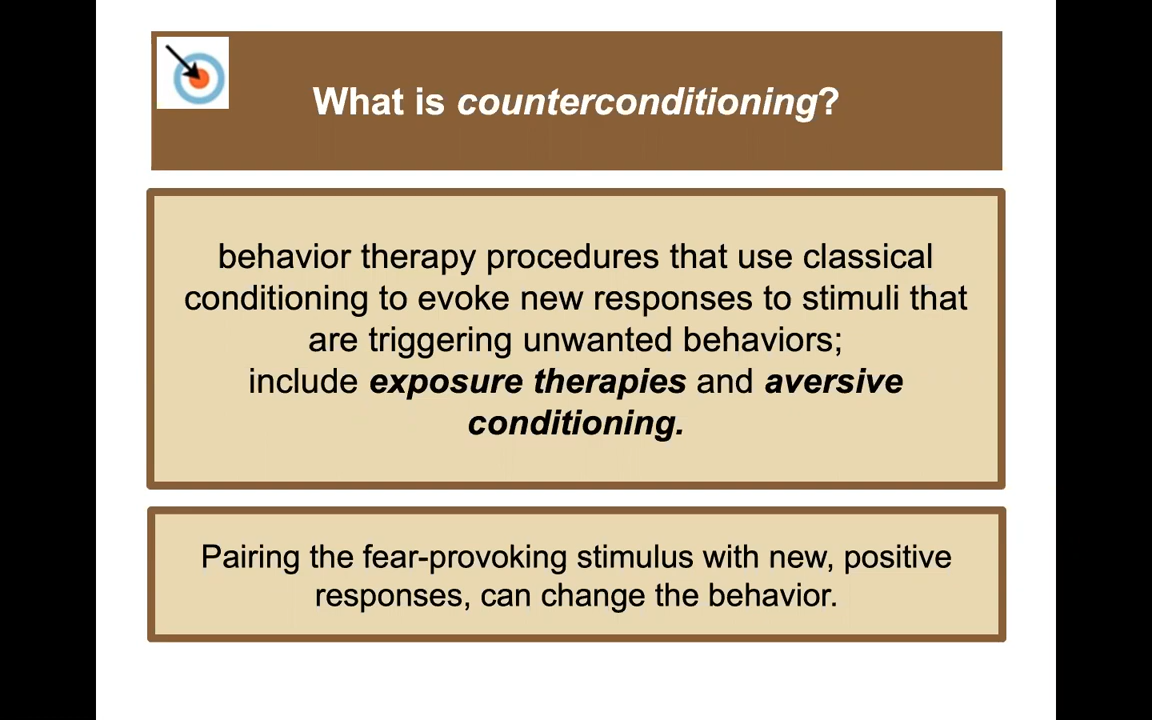 What is counterconditioning?
behavior therapy procedures that use classical
conditioning to evoke new responses to stimuli that
are triggering unwanted behaviors;
include exposure therapies and aversive
conditioning.
Pairing the fear-provoking stimulus with new, positive
responses, can change the behavior.